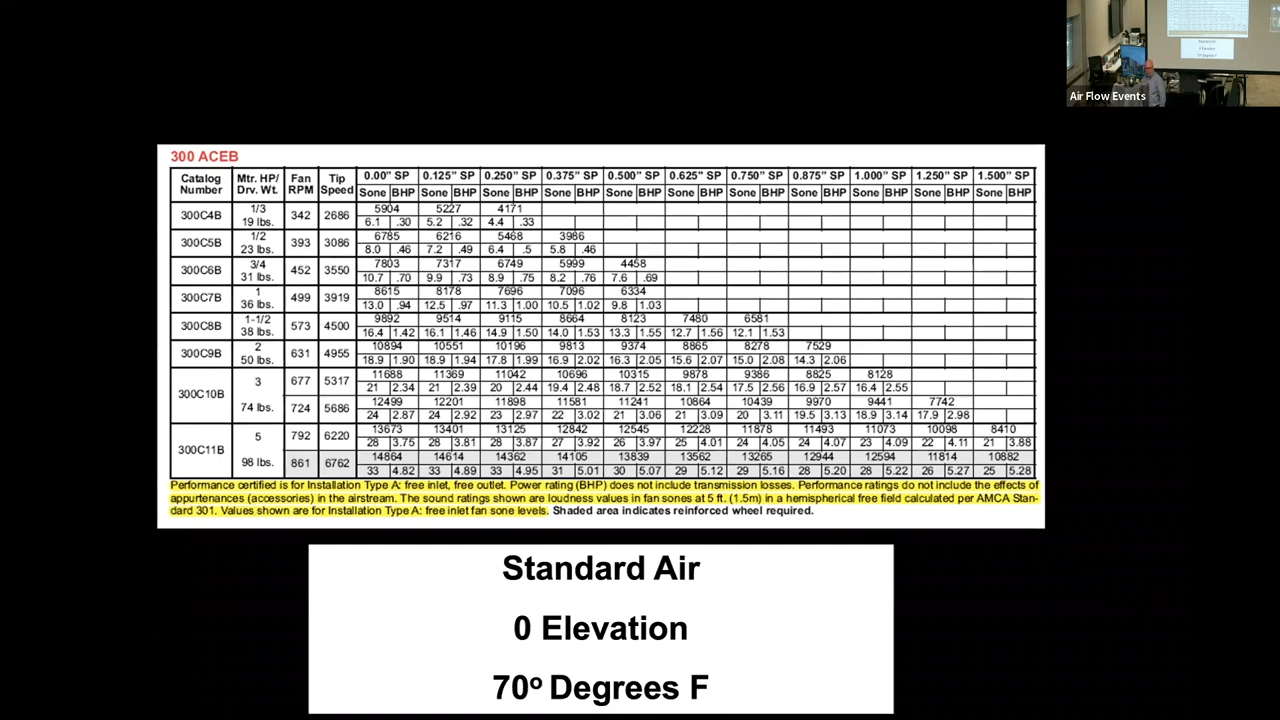 Air Flow Events
300 ACEB
Catalog Number Mtr. HP/ Drv. Wt. Fan RPM Tip Speed 0.00" SP 0.125" SP 0.250" SP 0.375" SP 0.500" SP 0.625" SP 0.750" SP 0.875" SP 1.000" SP 1.250" SP 1.500" SP
Sone BHP Sone BHP Sone BHP Sone BHP Sone BHP Sone BHP Sone BHP Sone BHP Sone BHP Sone BHP Sone BHP
300C4B 1/3 342 2686 5904 5227 4171
19 lbs. 6.1 .30 5.2 .32 4.4 .33
300C5B 1/2 393 3086 6785 6216 5468 3986
23 lbs. 8.0 .46 7.2 .49 6.4 .5 5.8 .46
300C6B 3/4 452 3550 7803 7317 6749 5999 4458
31 lbs. 10.7 .70 9.9 .73 8.9 .75 8.2 .76 7.6 .69
300C7B 1 499 3919 8615 8178 7696 7096 6334
36 lbs. 13.0 .94 12.5 .97 11.3 1.00 10.5 1.02 9.8 1.03
300C8B 1-1/2 573 4500 9892 9514 9115 8664 8123 7480 6581
38 lbs. 16.4 1.42 16.1 1.46 14.9 1.50 14.0 1.53 13.3 1.55 12.7 1.56 12.1 1.53
300C9B 2 631 4955 10894 10551 10196 9813 9374 8865 8278 7529
50 lbs. 18.9 1.90 18.9 1.94 17.8 1.99 16.9 2.02 16.3 2.05 15.6 2.07 15.0 2.08 14.3 2.06
300C10B 3 677 5317 11688 11369 11042 10696 10315 9878 9386 8825 8128
21 2.34 21 2.39 20 2.44 19.4 2.48 18.7 2.52 18.1 2.54 17.5 2.56 16.9 2.57 16.4 2.55
74 lbs. 724 5686 12499 12201 11898 11581 11241 10864 10439 9970 9441 7742
24 2.87 24 2.92 23 2.97 22 3.02 21 3.06 21 3.09 20 3.11 19.5 3.13 18.9 3.14 17.9 2.98
300C11B 5 792 6220 13673 13401 13125 12842 12545 12228 11878 11493 11073 10098 8410
28 3.75 28 3.81 28 3.87 27 3.92 26 3.97 25 4.01 24 4.05 24 4.07 23 4.09 22 4.11 21 3.88
98 lbs. 861 6762 14864 14614 14362 14105 13839 13562 13265 12944 12594 11814 10882
33 4.82 33 4.89 33 4.95 31 5.01 30 5.07 29 5.12 29 5.16 28 5.20 28 5.22 26 5.27 25 5.28
Performance certified is for Installation Type A: free inlet, free outlet. Power rating (BHP) does not include transmission losses. Performance ratings do not include the effects of
appurtenances (accessories) in the airstream. The sound ratings shown are loudness values in fan sones at 5 ft. (1.5m) in a hemispherical free field calculated per AMCA Stan-
dard 301. Values shown are for Installation Type A: free inlet fan sone levels. Shaded area indicates reinforced wheel required.
Standard Air
0 Elevation
70º Degrees F